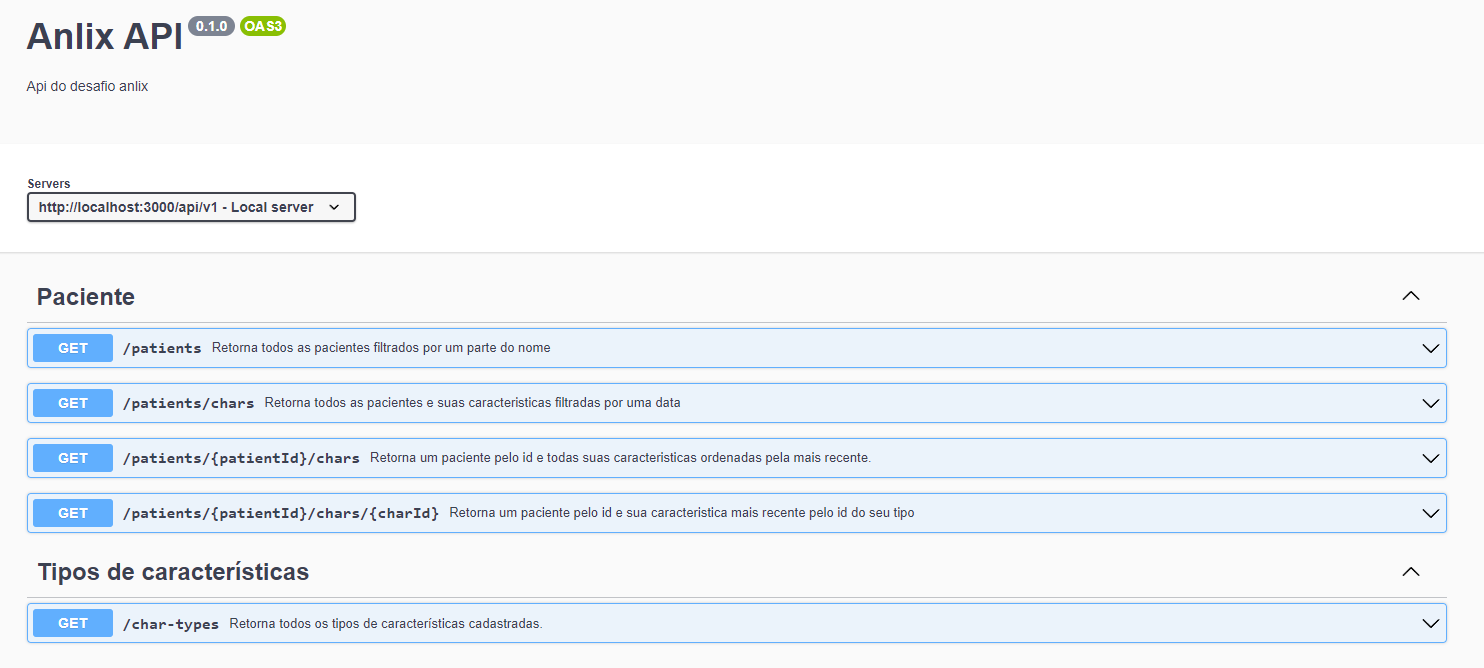 Anlix API 0.1.0 OAS3
Api do desafio anlix
Servers
http://localhost:3000/api/v1 - Local server
Paciente
GET /patients Retorna todos as pacientes filtrados por um parte do nome
GET /patients/chars Retorna todos as pacientes e suas caracteristicas filtradas por uma data
GET /patients/{patientId}/chars Retorna um paciente pelo id e todas suas caracteristicas ordenadas pela mais recente.
GET /patients/{patientId}/chars/{charId} Retorna um paciente pelo id e sua caracteristica mais recente pelo id do seu tipo
Tipos de características
GET /char-types Retorna todos os tipos de características cadastradas.